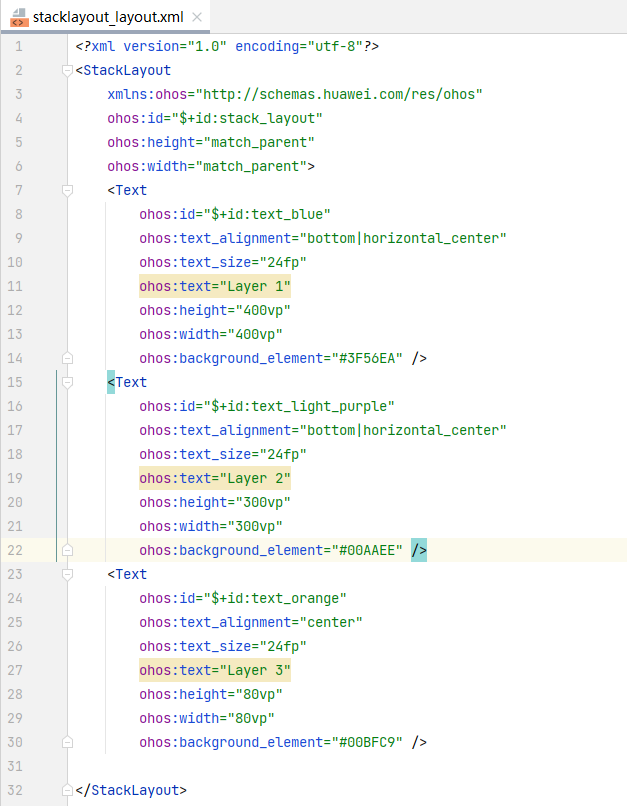 stacklayout_layout.xml
1 <?xml version="1.0" encoding="utf-8"?>
2 <StackLayout
3 xmlns:ohos="http://schemas.huawei.com/res/ohos"
4 ohos:id="$+id:stack_layout"
5 ohos:height="match_parent"
6 ohos:width="match_parent">
7 <Text
8 ohos:id="$+id:text_blue"
9 ohos:text_alignment="bottom|horizontal_center"
10 ohos:text_size="24fp"
11 ohos:text="Layer 1"
12 ohos:height="400vp"
13 ohos:width="400vp"
14 ohos:background_element="#3F56EA" />
15 <Text
16 ohos:id="$+id:text_light_purple"
17 ohos:text_alignment="bottom|horizontal_center"
18 ohos:text_size="24fp"
19 ohos:text="Layer 2"
20 ohos:height="300vp"
21 ohos:width="300vp"
22 ohos:background_element="#00AAEE" />
23 <Text
24 ohos:id="$+id:text_orange"
25 ohos:text_alignment="center"
26 ohos:text_size="24fp"
27 ohos:text="Layer 3"
28 ohos:height="80vp"
29 ohos:width="80vp"
30 ohos:background_element="#00BFC9" />
31
32 </StackLayout>